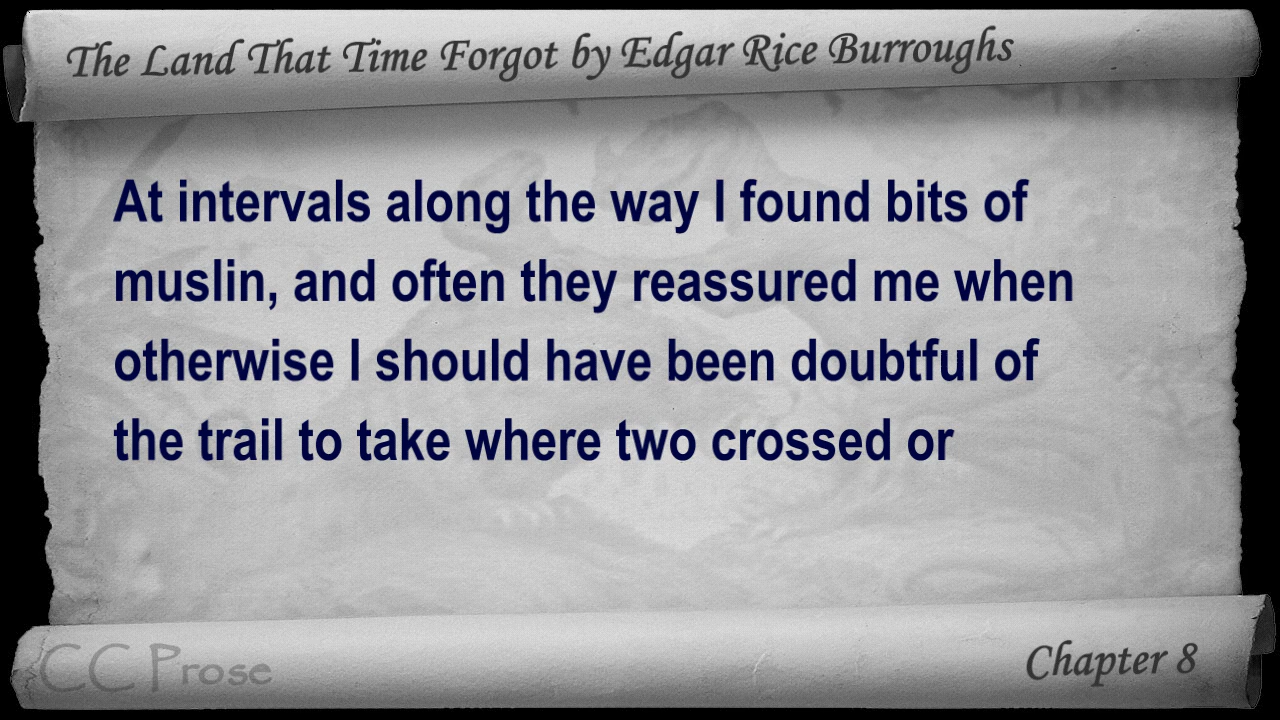 The Land That Time Forgot by Edgar Rice Burroughs
At intervals along the way I found bits of
muslin, and often they reassured me when
otherwise I should have been doubtful of
the trail to take where two crossed or
CC Prose
Chapter 8